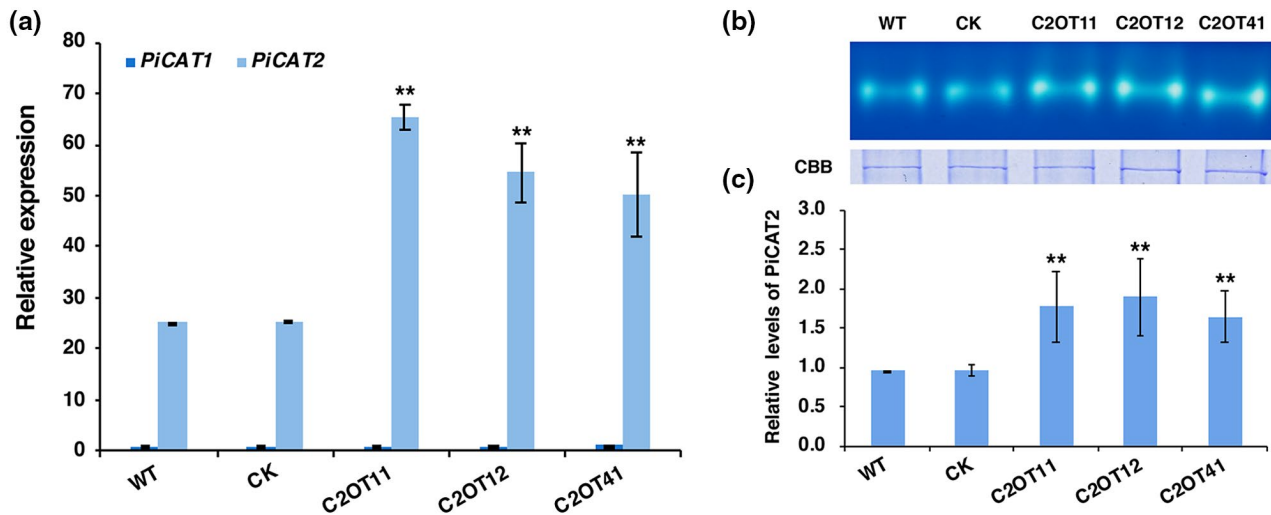 (a)
80
70
60
50
40
30
20
10
0
Relative expression
PiCAT1 PiCAT2
**
**
**
WT CK C2OT11 C2OT12 C2OT41
(b)
WT CK C2OT11 C2OT12 C2OT41
CBB
(c)
3.0
2.5
2.0
1.5
1.0
0.5
0.0
Relative levels of PiCAT2
**
**
**
WT CK C2OT11 C2OT12 C2OT41